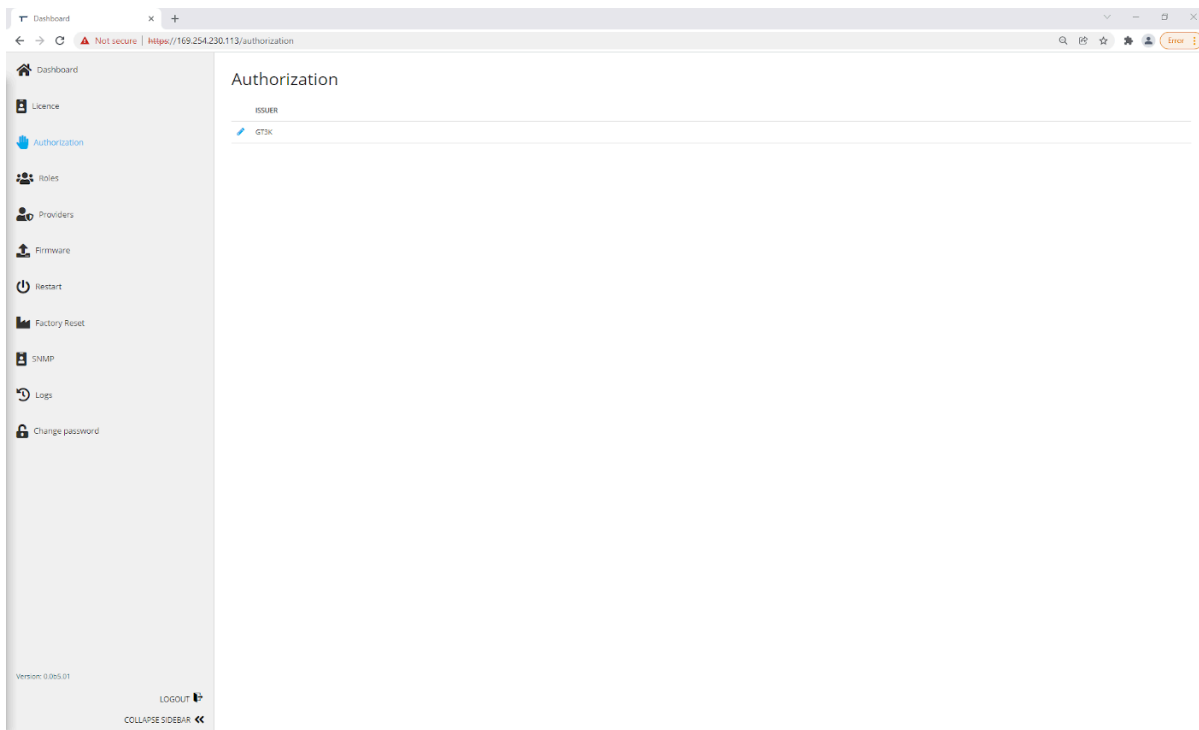 Dashboard
Not secure | https://169.254.230.113/authorization
Error
Dashboard
Licence
Authorization
Roles
Providers
Firmware
Restart
Factory Reset
SNMP
Logs
Change password
Version: 0.0b5.01
LOGOUT
COLLAPSE SIDEBAR
Authorization
ISSUER
GT3K